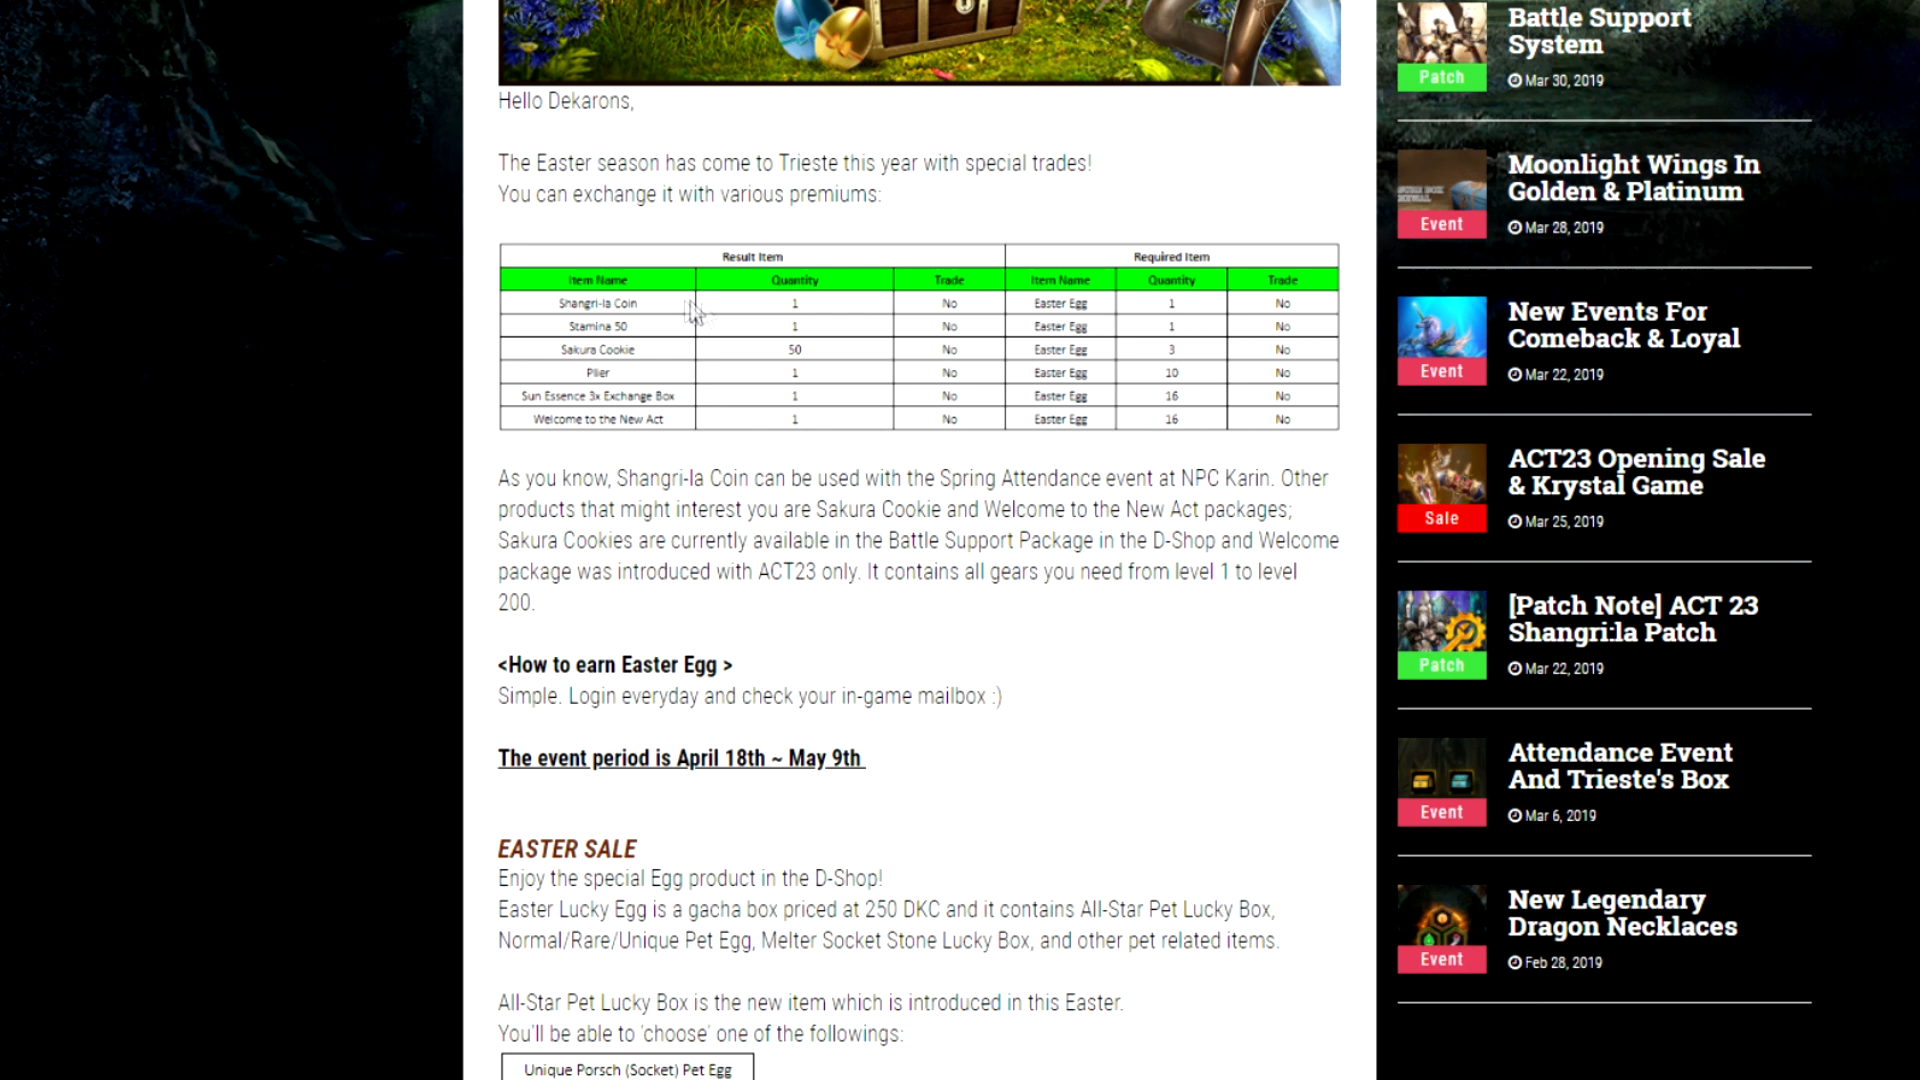 Hello Dekarons,
The Easter season has come to Trieste this year with special trades!
You can exchange it with various premiums:
Result Item Required Item
Item Name Quantity Trade Item Name Quantity Trade
Shangri-la Coin 1 No Easter Egg 1 No
Stamina 50 1 No Easter Egg 1 No
Sakura Cookie 50 No Easter Egg 3 No
Plier 1 No Easter Egg 10 No
Sun Essence 3x Exchange Box 1 No Easter Egg 16 No
Welcome to the New Act 1 No Easter Egg 16 No
As you know, Shangri-la Coin can be used with the Spring Attendance event at NPC Karin. Other
products that might interest you are Sakura Cookie and Welcome to the New Act packages;
Sakura Cookies are currently available in the Battle Support Package in the D-Shop and Welcome
package was introduced with ACT23 only. It contains all gears you need from level 1 to level
200.
<How to earn Easter Egg >
Simple. Login everyday and check your in-game mailbox :)
The event period is April 18th ~ May 9th
EASTER SALE
Enjoy the special Egg product in the D-Shop!
Easter Lucky Egg is a gacha box priced at 250 DKC and it contains All-Star Pet Lucky Box,
Normal/Rare/Unique Pet Egg, Melter Socket Stone Lucky Box, and other pet related items.
All-Star Pet Lucky Box is the new item which is introduced in this Easter.
You'll be able to 'choose' one of the followings:
Unique Porsch (Socket) Pet Egg
Battle Support
System
Patch
Mar 30, 2019
Moonlight Wings In
Golden & Platinum
Event
Mar 28, 2019
New Events For
Comeback & Loyal
Event
Mar 22, 2019
ACT23 Opening Sale
& Krystal Game
Sale
Mar 25, 2019
[Patch Note] ACT 23
Shangri:la Patch
Patch
Mar 22, 2019
Attendance Event
And Trieste's Box
Event
Mar 6, 2019
New Legendary
Dragon Necklaces
Event
Feb 28, 2019